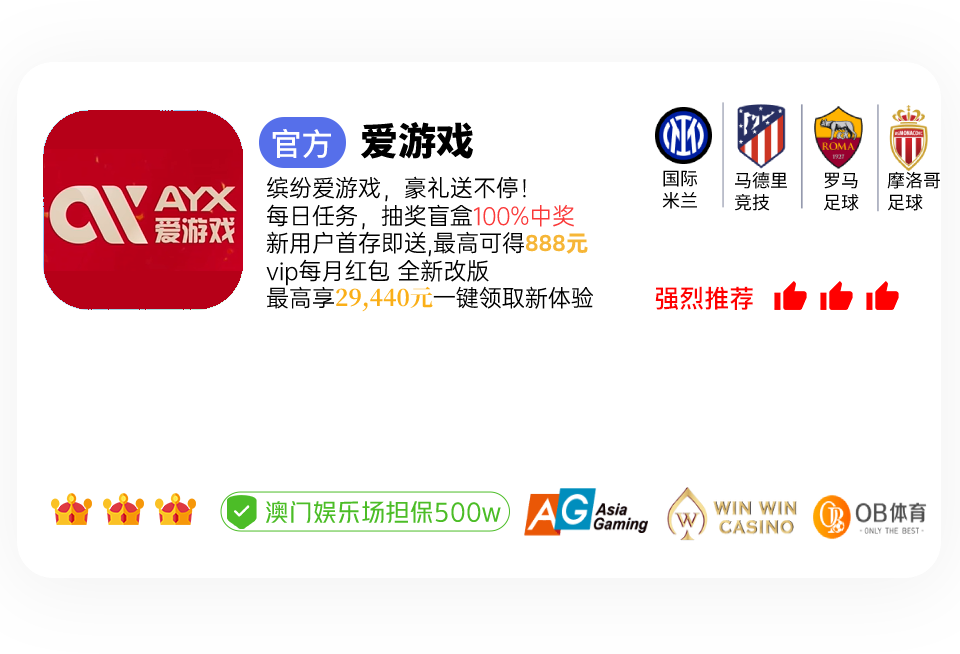 AYX
爱游戏
官方 爱游戏
缤纷爱游戏，豪礼送不停！
每日任务，抽奖盲盒100%中奖
新用户首存即送,最高可得888元
vip每月红包 全新改版
最高享29,440元一键领取新体验
国际
米兰
马德里
竞技
ROMA
1927
罗马
足球
摩洛哥
足球
强烈推荐
澳门娱乐场担保500w
AG Asia
Gaming
W
WIN WIN
CASINO
OB体育
·ONLY THE BEST·